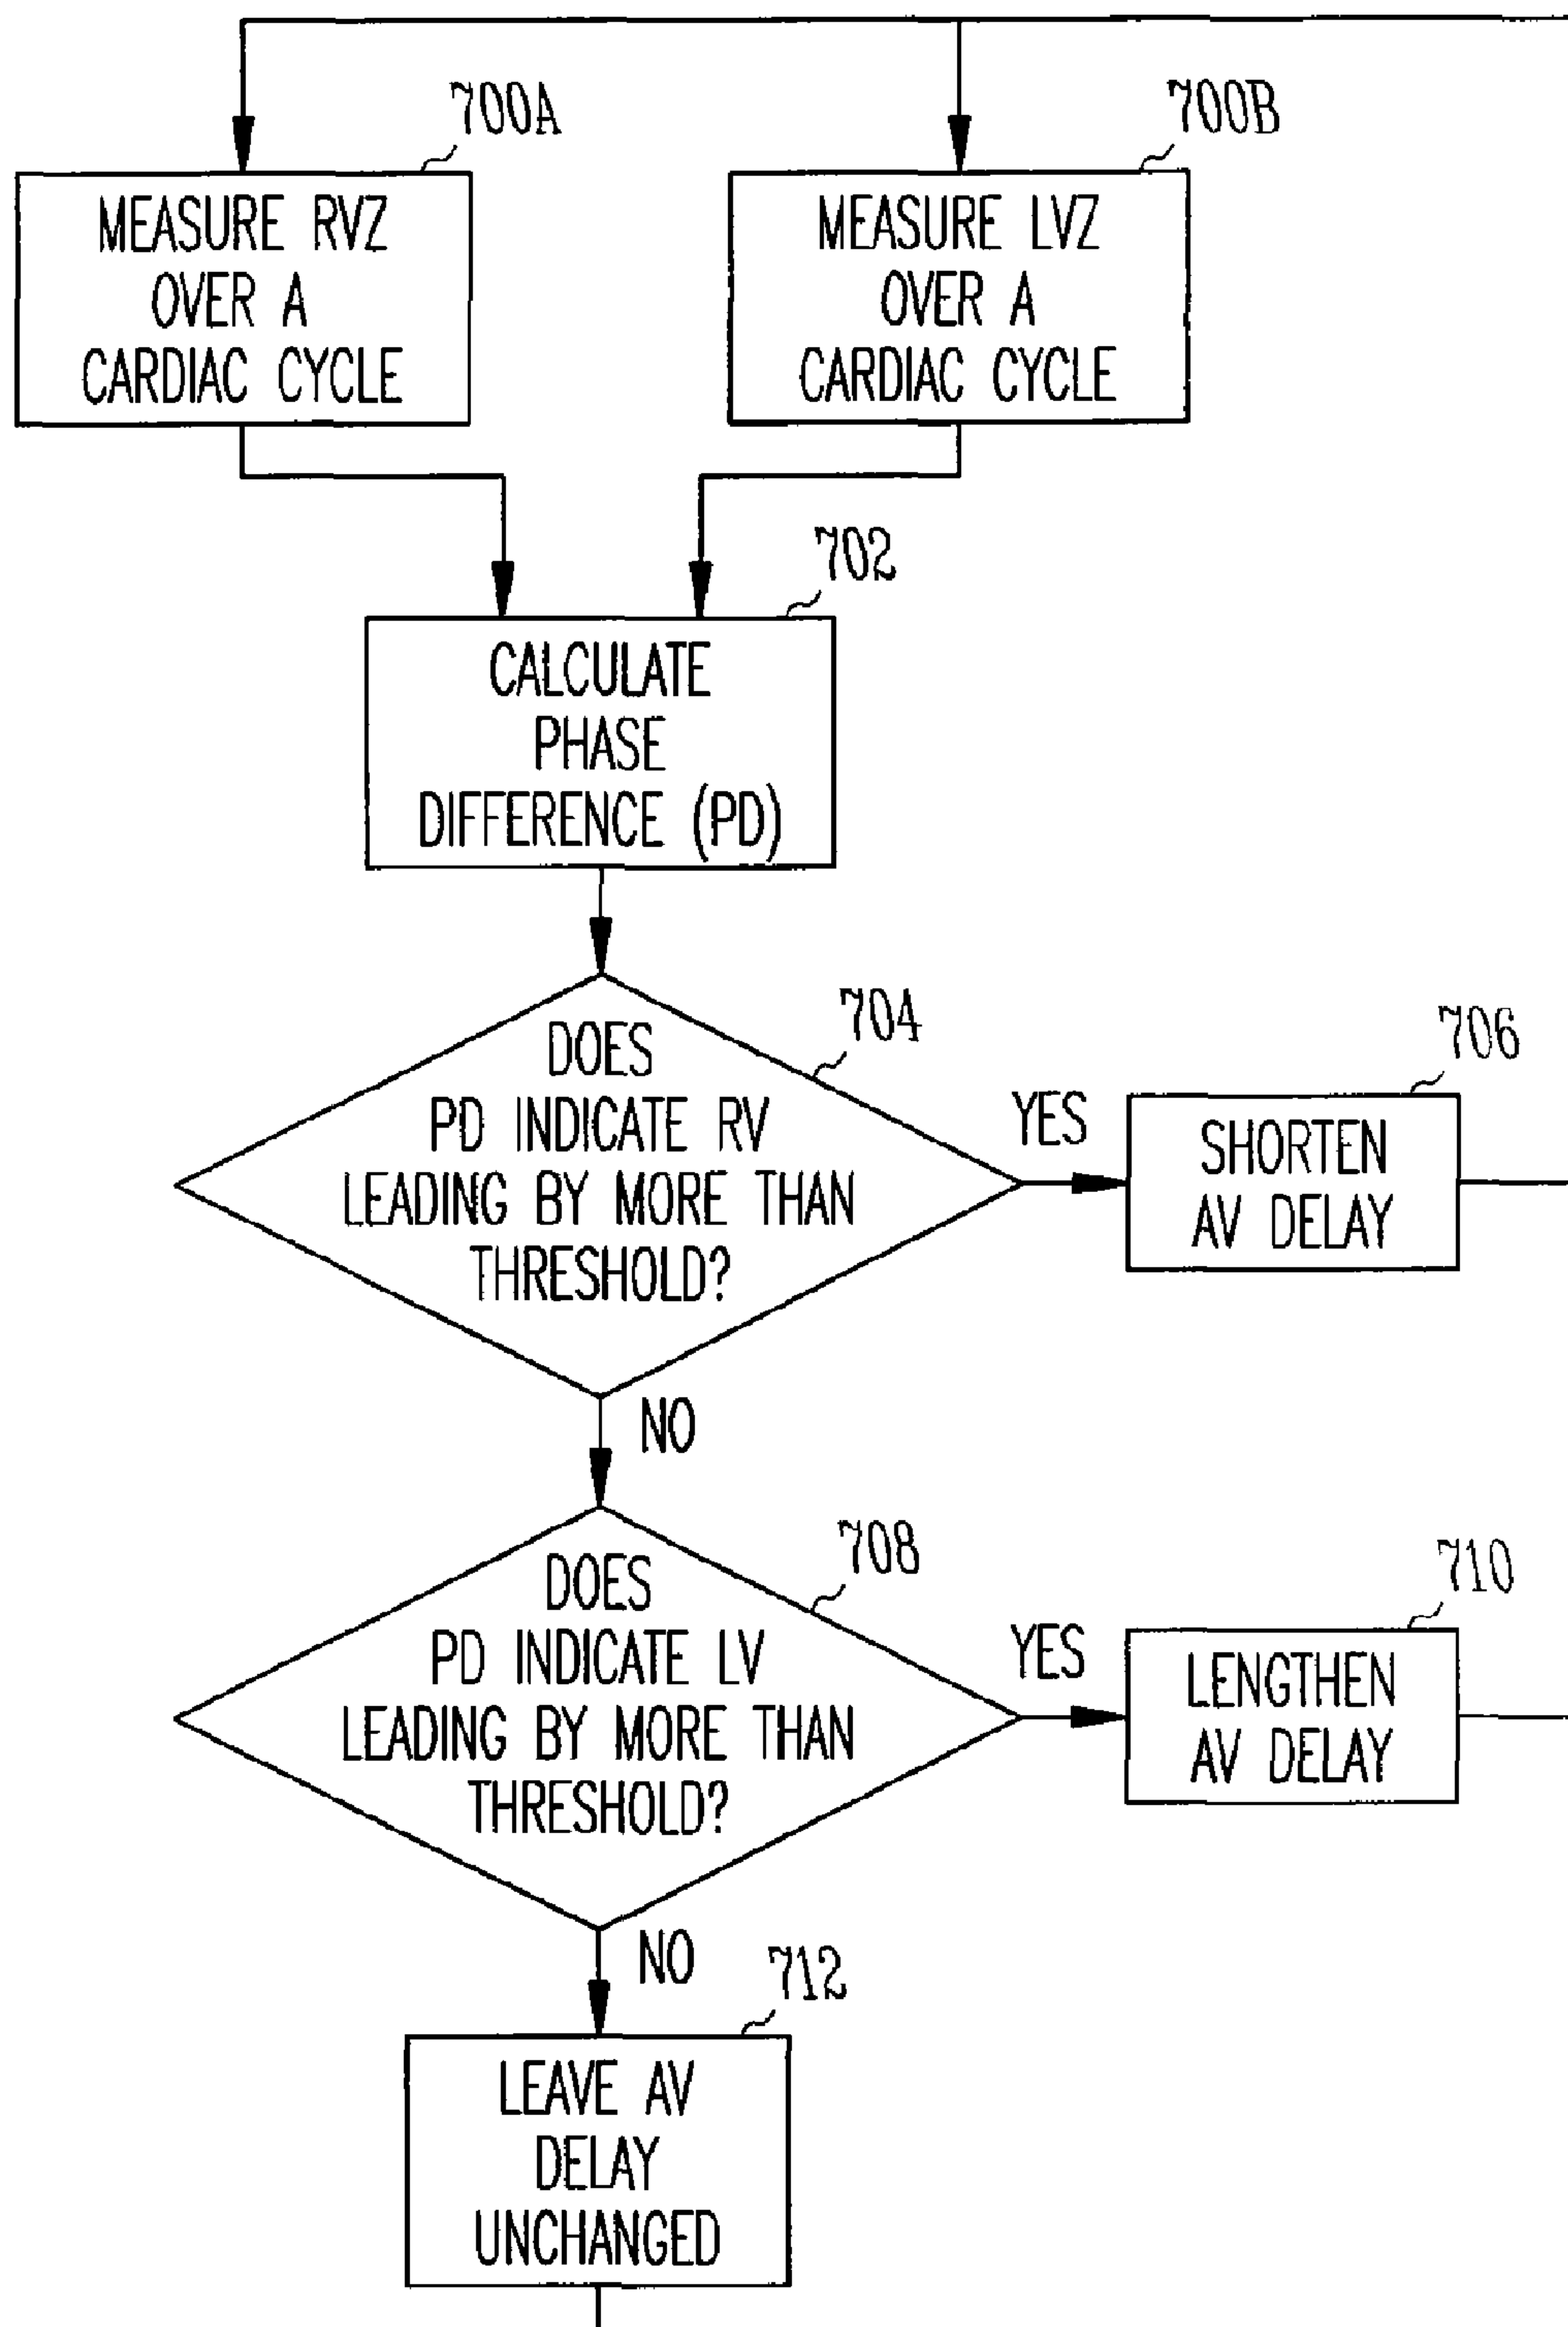 700A
MEASURE RVZ
OVER A
CARDIAC CYCLE
700B
MEASURE LVZ
OVER A
CARDIAC CYCLE
702
CALCULATE
PHASE
DIFFERENCE (PD)
704
DOES
PD INDICATE RV
LEADING BY MORE THAN
THRESHOLD?
YES
706
SHORTEN
AV DELAY
NO
708
DOES
PD INDICATE LV
LEADING BY MORE THAN
THRESHOLD?
YES
710
LENGTHEN
AV DELAY
NO
712
LEAVE AV
DELAY
UNCHANGED